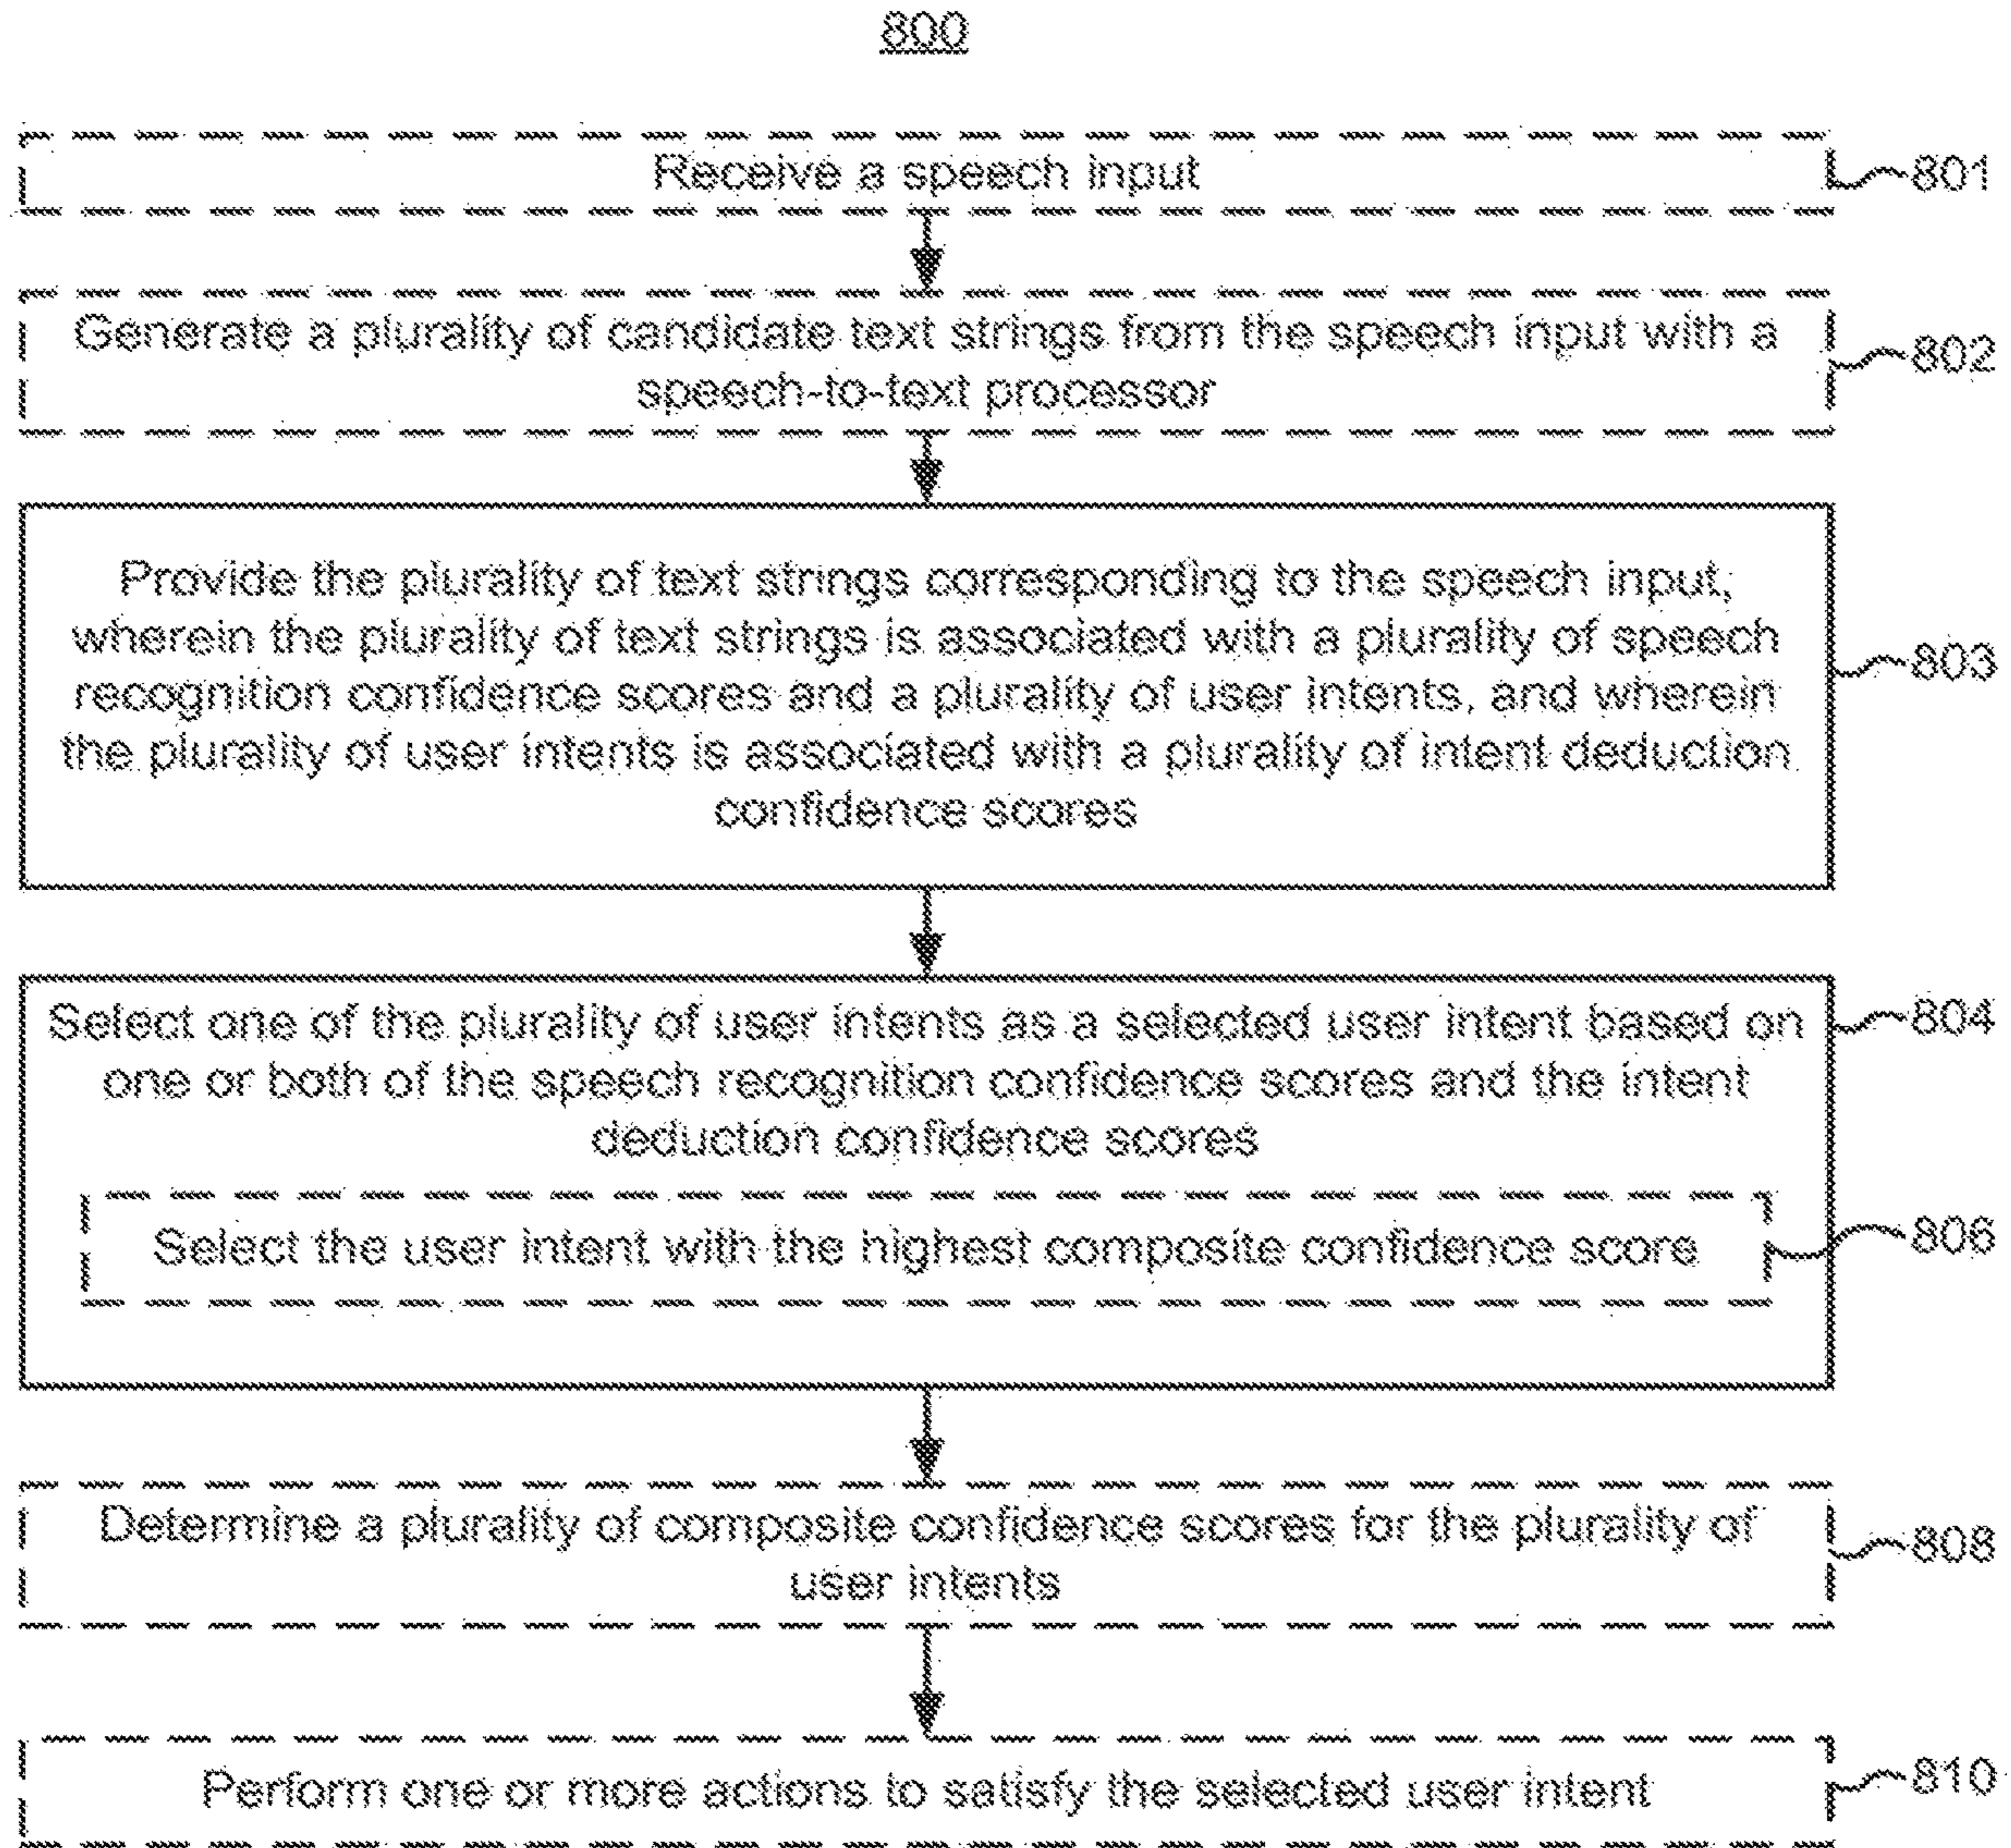 800
Receive a speech input
801
Generate a plurality of candidate text strings from the speech input with a
speech-to-text processor
802
Provide the plurality of text strings corresponding to the speech input,
wherein the plurality of text strings is associated with a plurality of speech
recognition confidence scores and a plurality of user intents, and wherein
the plurality of user intents is associated with a plurality of intent deduction
confidence scores
803
Select one of the plurality of user intents as a selected user intent based on
one or both of the speech recognition confidence scores and the intent
deduction confidence scores
804
Select the user intent with the highest composite confidence score
806
Determine a plurality of composite confidence scores for the plurality of
user intents
808
Perform one or more actions to satisfy the selected user intent
810